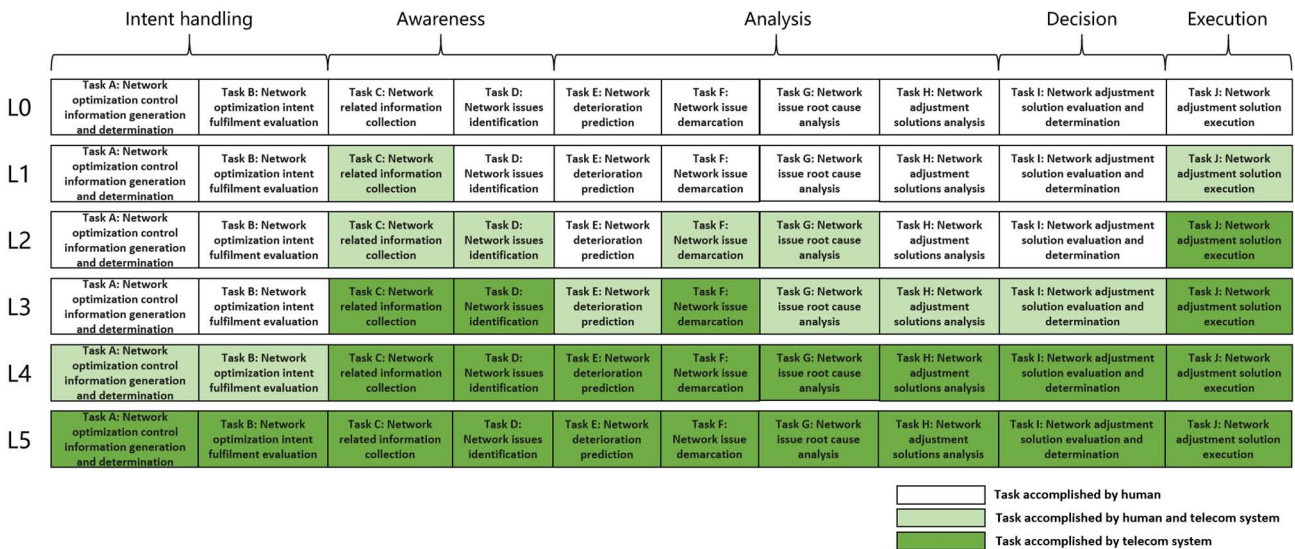 Intent handling
Awareness
Analysis
Decision
Execution
L0
Task A: Network
optimization control
information generation
and determination
Task B: Network
optimization intent
fulfilment evaluation
Task C: Network
related information
collection
Task D:
Network issues
identification
Task E: Network
deterioration
prediction
Task F:
Network issue
demarcation
Task G: Network
issue root cause
analysis
Task H: Network
adjustment
solutions analysis
Task I: Network adjustment
solution evaluation and
determination
Task J: Network
adjustment solution
execution
L1
Task A: Network
optimization control
information generation
and determination
Task B: Network
optimization intent
fulfilment evaluation
Task C: Network
related information
collection
Task D:
Network issues
identification
Task E: Network
deterioration
prediction
Task F:
Network issue
demarcation
Task G: Network
issue root cause
analysis
Task H: Network
adjustment
solutions analysis
Task I: Network adjustment
solution evaluation and
determination
Task J: Network
adjustment solution
execution
L2
Task A: Network
optimization control
information generation
and determination
Task B: Network
optimization intent
fulfilment evaluation
Task C: Network
related information
collection
Task D:
Network issues
identification
Task E: Network
deterioration
prediction
Task F:
Network issue
demarcation
Task G: Network
issue root cause
analysis
Task H: Network
adjustment
solutions analysis
Task I: Network adjustment
solution evaluation and
determination
Task J: Network
adjustment solution
execution
L3
Task A: Network
optimization control
information generation
and determination
Task B: Network
optimization intent
fulfilment evaluation
Task C: Network
related information
collection
Task D:
Network issues
identification
Task E: Network
deterioration
prediction
Task F:
Network issue
demarcation
Task G: Network
issue root cause
analysis
Task H: Network
adjustment
solutions analysis
Task I: Network adjustment
solution evaluation and
determination
Task J: Network
adjustment solution
execution
L4
Task A: Network
optimization control
information generation
and determination
Task B: Network
optimization intent
fulfilment evaluation
Task C: Network
related information
collection
Task D:
Network issues
identification
Task E: Network
deterioration
prediction
Task F:
Network issue
demarcation
Task G: Network
issue root cause
analysis
Task H: Network
adjustment
solutions analysis
Task I: Network adjustment
solution evaluation and
determination
Task J: Network
adjustment solution
execution
L5
Task A: Network
optimization control
information generation
and determination
Task B: Network
optimization intent
fulfilment evaluation
Task C: Network
related information
collection
Task D:
Network issues
identification
Task E: Network
deterioration
prediction
Task F:
Network issue
demarcation
Task G: Network
issue root cause
analysis
Task H: Network
adjustment
solutions analysis
Task I: Network adjustment
solution evaluation and
determination
Task J: Network
adjustment solution
execution
Task accomplished by human
Task accomplished by human and telecom system
Task accomplished by telecom system